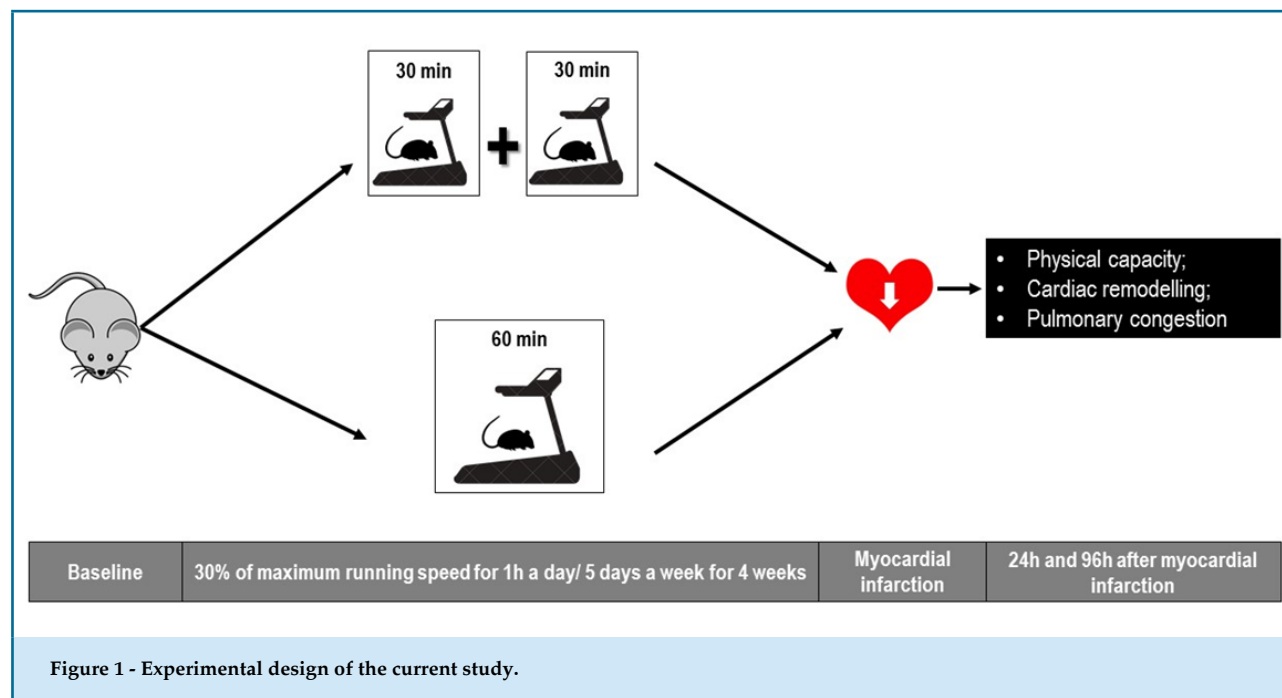 30 min
30 min
60 min
• Physical capacity;
• Cardiac remodelling;
• Pulmonary congestion
Baseline
30% of maximum running speed for 1h a day/ 5 days a week for 4 weeks
Myocardial
infarction
24h and 96h after myocardial
infarction
Figure 1 - Experimental design of the current study.